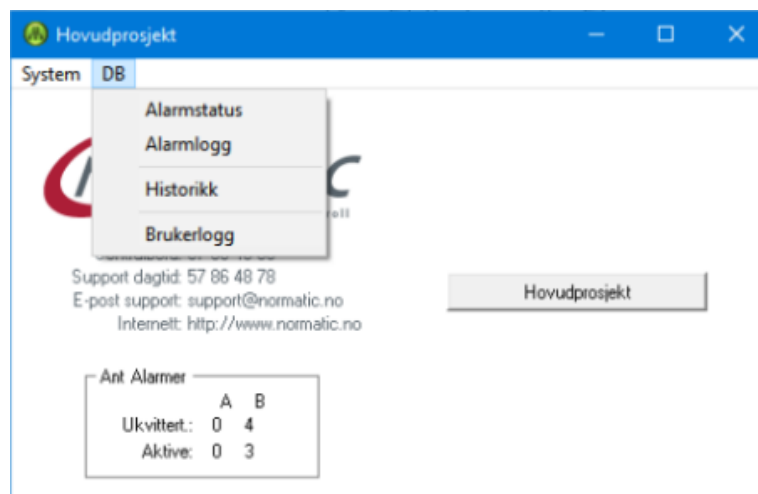 Hovudprosjekt
System DB
Alarmstatus
Alarmlogg
Historikk
Brukerlogg
Support dagtid: 57 86 48 78
E-post support: support@normatic.no
Internett: http://www.normatic.no
Hovudprosjekt
Ant Alarmer
A B
Ukvittert.: 0 4
Aktive: 0 3